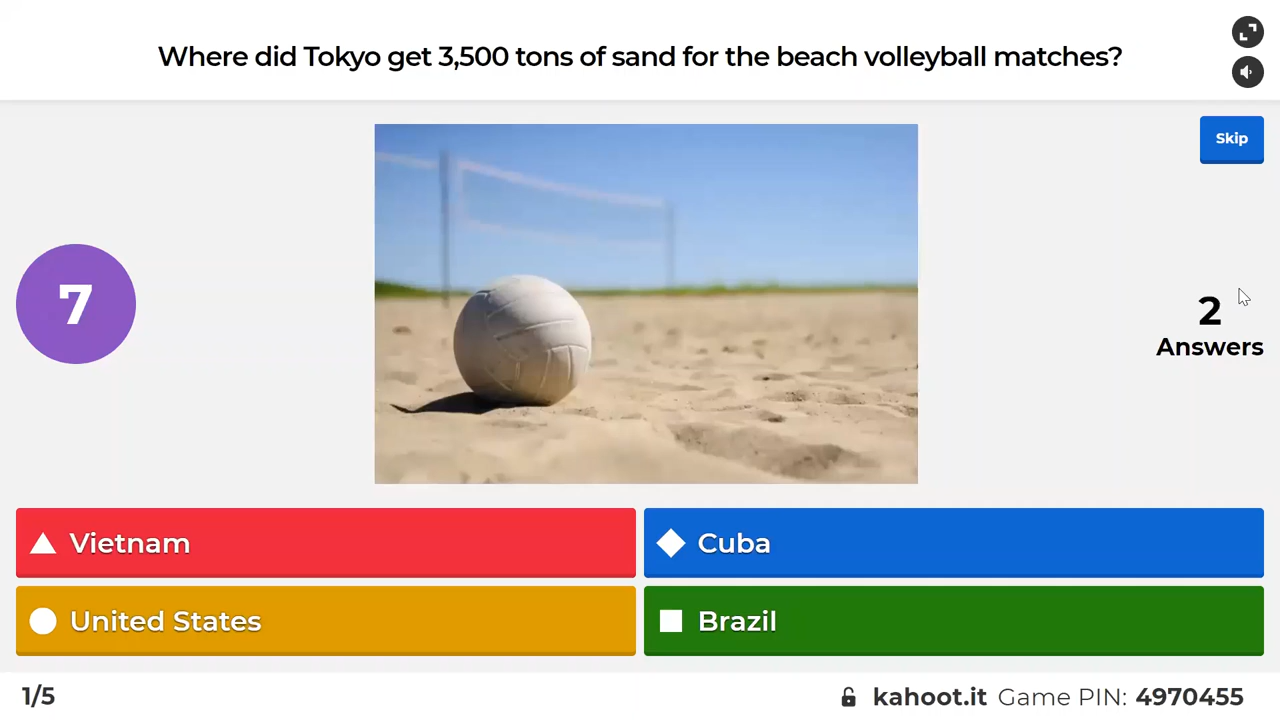 Where did Tokyo get 3,500 tons of sand for the beach volleyball matches?
Skip
7
2
Answers
Vietnam
Cuba
United States
Brazil
1/5
kahoot.it Game PIN: 4970455